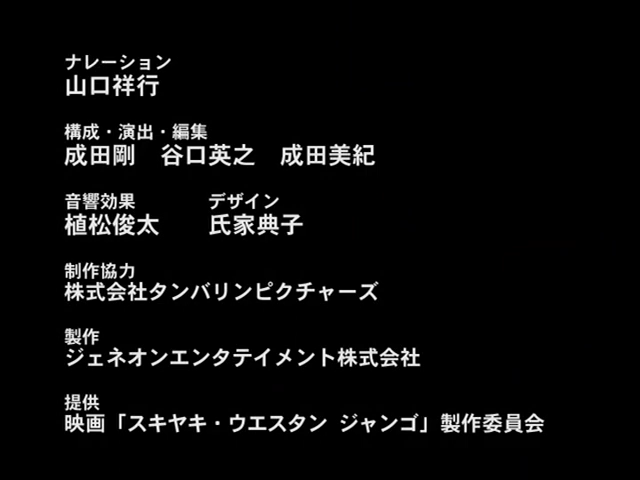 ナレーション
山口祥行
構成・演出・編集
成田剛　谷口英之　成田美紀
音響効果　　　　デザイン
植松俊太　　氏家典子
制作協力
株式会社タンバリンピクチャーズ
製作
ジェネオンエンタテイメント株式会社
提供
映画「スキヤキ・ウエスタン ジャンゴ」製作委員会